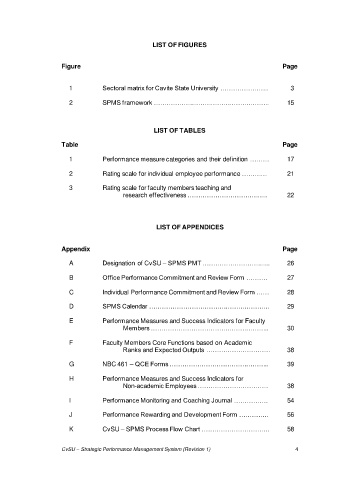 LIST OF FIGURES
Figure Page
1 Sectoral matrix for Cavite State University ........................ 3
2 SPMS framework ........................................................ 15
LIST OF TABLES
Table Page
1 Performance measure categories and their definition .......... 17
2 Rating scale for individual employee performance ............. 21
3 Rating scale for faculty members teaching and
research effectiveness ........................................ 22
LIST OF APPENDICES
Appendix Page
A Designation of CvSU – SPMS PMT ................................. 26
B Office Performance Commitment and Review Form ........... 27
C Individual Performance Commitment and Review Form ...... 28
D SPMS Calendar ........................................................... 29
E Performance Measures and Success Indicators for Faculty
Members ......................................................... 30
F Faculty Members Core Functions based on Academic
Ranks and Expected Outputs ................................ 38
G NBC 461 – QCE Forms ................................................. 39
H Performance Measures and Success Indicators for
Non-academic Employees .................................. 38
I Performance Monitoring and Coaching Journal ................. 54
J Performance Rewarding and Development Form ............... 56
K CvSU – SPMS Process Flow Chart .................................. 58
CvSU – Strategic Performance Management System (Revision 1) 4